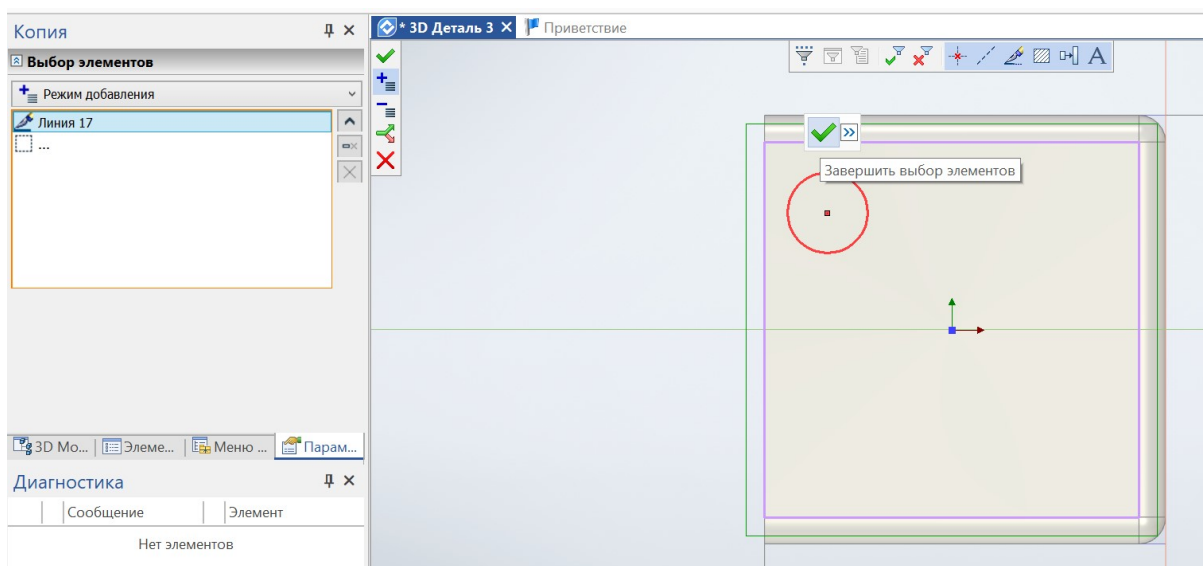 Копия
* 3D Деталь 3
Приветствие
Выбор элементов
Режим добавления
Линия 17
...
Завершить выбор элементов
3D Мо...
Элеме...
Меню ...
Парам...
Диагностика
Сообщение
Элемент
Нет элементов